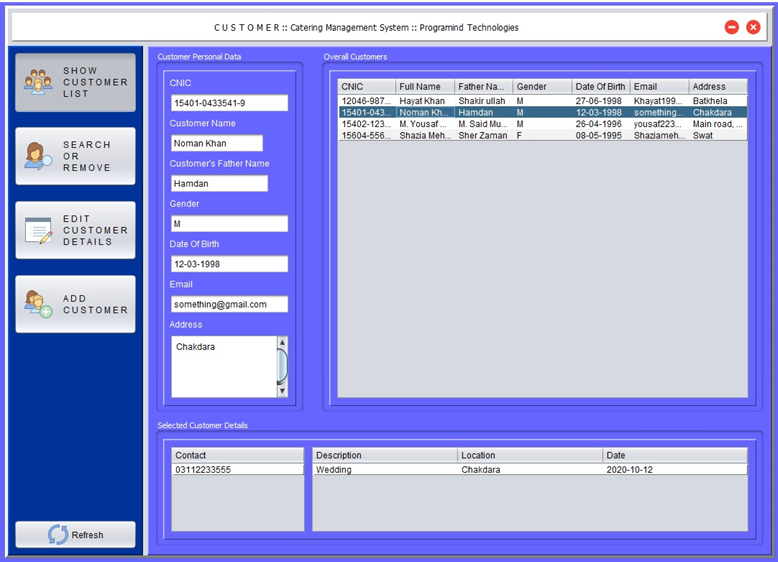 C U S T O M E R :: Catering Management System :: Programind Technologies
SHOW
CUSTOMER
LIST
SEARCH
OR
REMOVE
EDIT
CUSTOMER
DETAILS
ADD
CUSTOMER
Refresh
Customer Personal Data
CNIC
15401-0433541-9
Customer Name
Noman Khan
Customer's Father Name
Hamdan
Gender
M
Date Of Birth
12-03-1998
Email
something@gmail.com
Address
Chakdara
Overall Customers
CNIC Full Name Father Na... Gender Date Of Birth Email Address
12046-987... Hayat Khan Shakir ullah M 27-06-1998 Khayat199... Batkhela
15401-043... Noman Kh... Hamdan M 12-03-1998 something... Chakdara
15402-123... M. Yousaf ... M. Said Mu... M 26-04-1996 yousaf223... Main road, ...
15604-556... Shazia Meh... Sher Zaman F 08-05-1995 Shaziameh... Swat
Selected Customer Details
Contact
03112233555
Description Location Date
Wedding Chakdara 2020-10-12